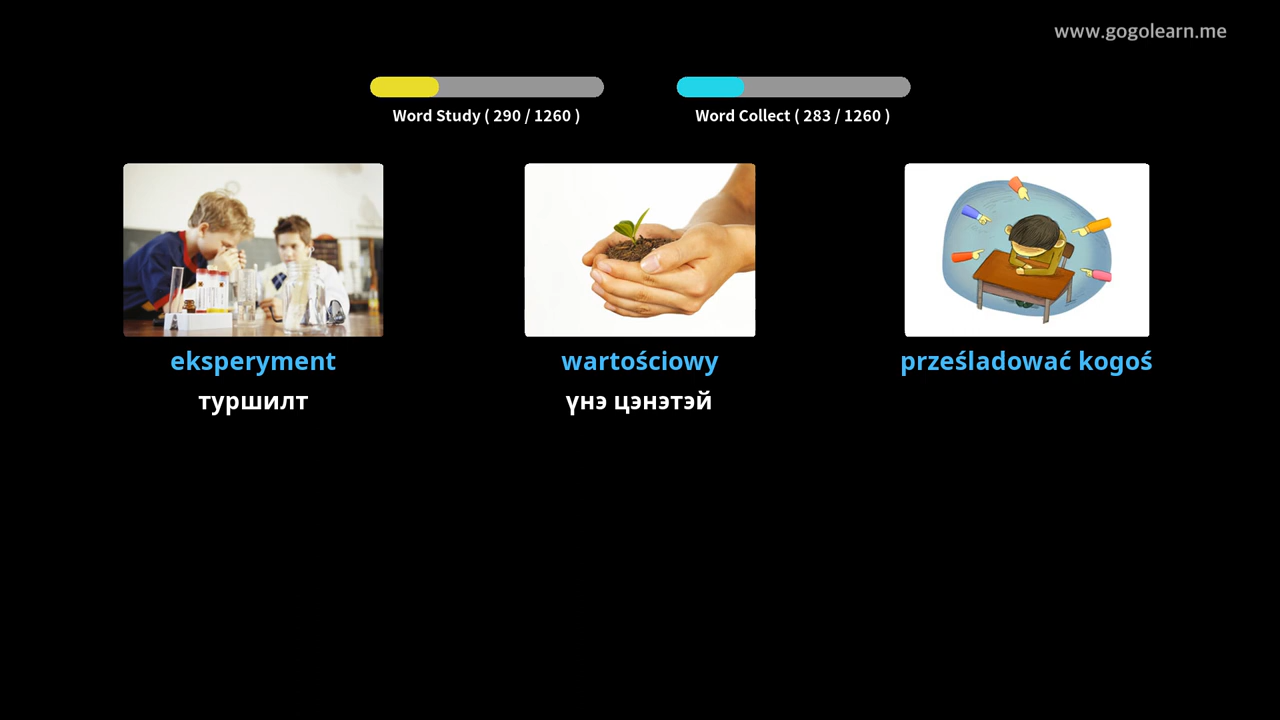 www.gogolearn.me
Word Study ( 290 / 1260 )
Word Collect ( 283 / 1260 )
eksperyment
wartościowy
prześladować kogoś
туршилт
үнэ цэнэтэй